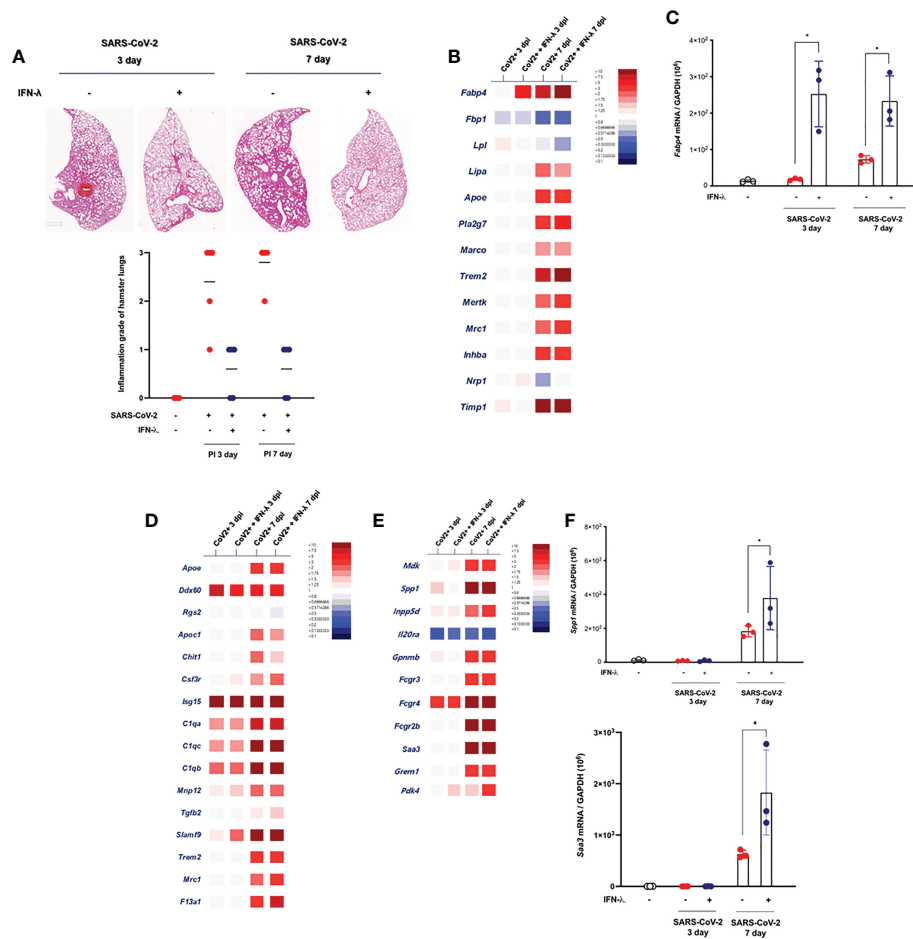 A
SARS-CoV-2
3 day
SARS-CoV-2
7 day
IFN-λ
-
+
-
+
Inflammation grade of hamster lungs
3
2
1
0
SARS-CoV-2
-
+
+
+
+
IFN-λ
-
-
+
-
+
PI 3 day
PI 7 day
B
CoV2+ 3 dpi
CoV2+ + IFN-λ 3 dpi
CoV2+ 7 dpi
CoV2+ + IFN-λ 7 dpi
Fabp4
Fbp1
Lpl
Lipa
Apoe
Pla2g7
Marco
Trem2
Mertk
Mrc1
Inhba
Nrp1
Timp1
C
Fabp4 mRNA / GAPDH (10⁶)
4×10²
3×10²
2×10²
1×10²
0
*
*
IFN-λ
-
-
+
-
+
SARS-CoV-2
3 day
SARS-CoV-2
7 day
D
CoV2+ 3 dpi
CoV2+ + IFN-λ 3 dpi
CoV2+ 7 dpi
CoV2+ + IFN-λ 7 dpi
Apoe
Ddx60
Rgs2
Apoc1
Chit1
Csf3r
Isg15
C1qa
C1qc
C1qb
Mnp12
Tgfb2
Slamf9
Trem2
Mrc1
F13a1
E
CoV2+ 3 dpi
CoV2+ + IFN-λ 3 dpi
CoV2+ 7 dpi
CoV2+ + IFN-λ 7 dpi
Mdk
Spp1
Inpp5d
Il20ra
Gpnmb
Fcgr3
Fcgr4
Fcgr2b
Saa3
Grem1
Pdk4
F
Spp1 mRNA / GAPDH (10⁶)
6×10²
4×10²
2×10²
0
*
IFN-λ
-
-
+
-
+
SARS-CoV-2
3 day
SARS-CoV-2
7 day
Saa3 mRNA / GAPDH (10⁶)
3×10³
2×10³
1×10³
0
*
IFN-λ
-
-
+
-
+
SARS-CoV-2
3 day
SARS-CoV-2
7 day